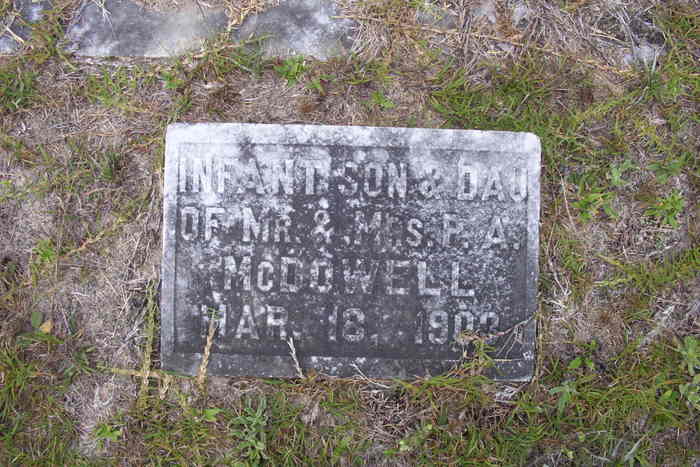 INFANT SON & DAU
OF MR. & MRS. P. A.
McDOWELL
MAR. 18,